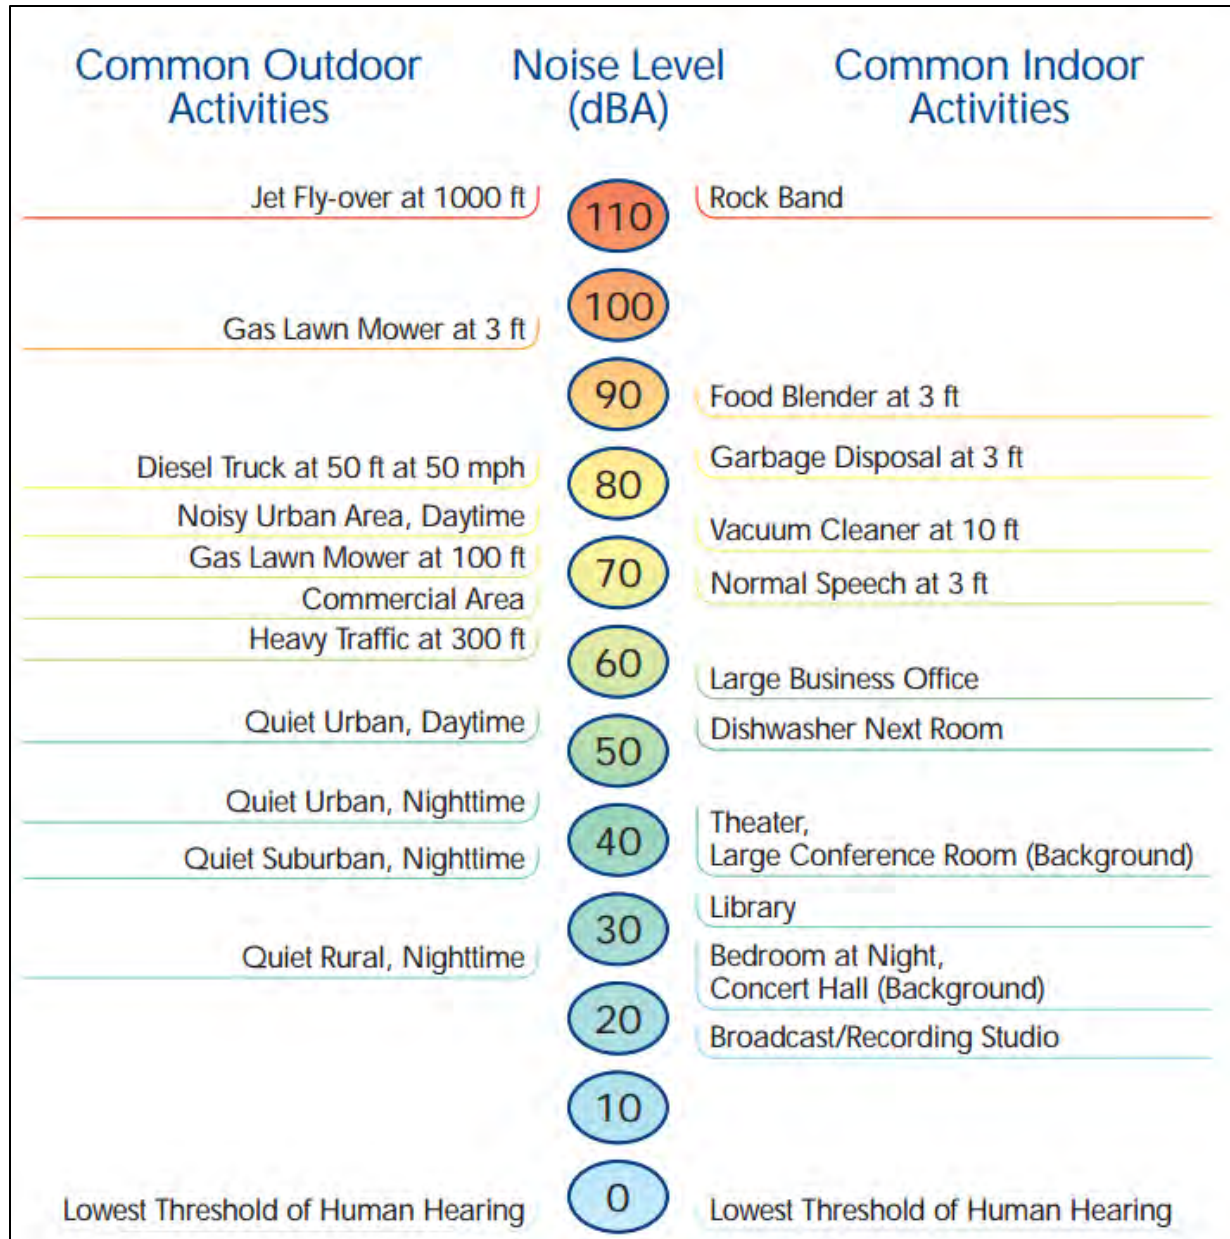 Common Outdoor
Activities
Noise Level
(dBA)
Common Indoor
Activities
Jet Fly-over at 1000 ft
110
Rock Band
100
Gas Lawn Mower at 3 ft
90
Food Blender at 3 ft
Diesel Truck at 50 ft at 50 mph
80
Garbage Disposal at 3 ft
Noisy Urban Area, Daytime
Vacuum Cleaner at 10 ft
Gas Lawn Mower at 100 ft
70
Normal Speech at 3 ft
Commercial Area
Heavy Traffic at 300 ft
60
Large Business Office
Quiet Urban, Daytime
50
Dishwasher Next Room
Quiet Urban, Nighttime
40
Theater,
Large Conference Room (Background)
Quiet Suburban, Nighttime
Library
30
Quiet Rural, Nighttime
Bedroom at Night,
Concert Hall (Background)
20
Broadcast/Recording Studio
10
0
Lowest Threshold of Human Hearing
Lowest Threshold of Human Hearing